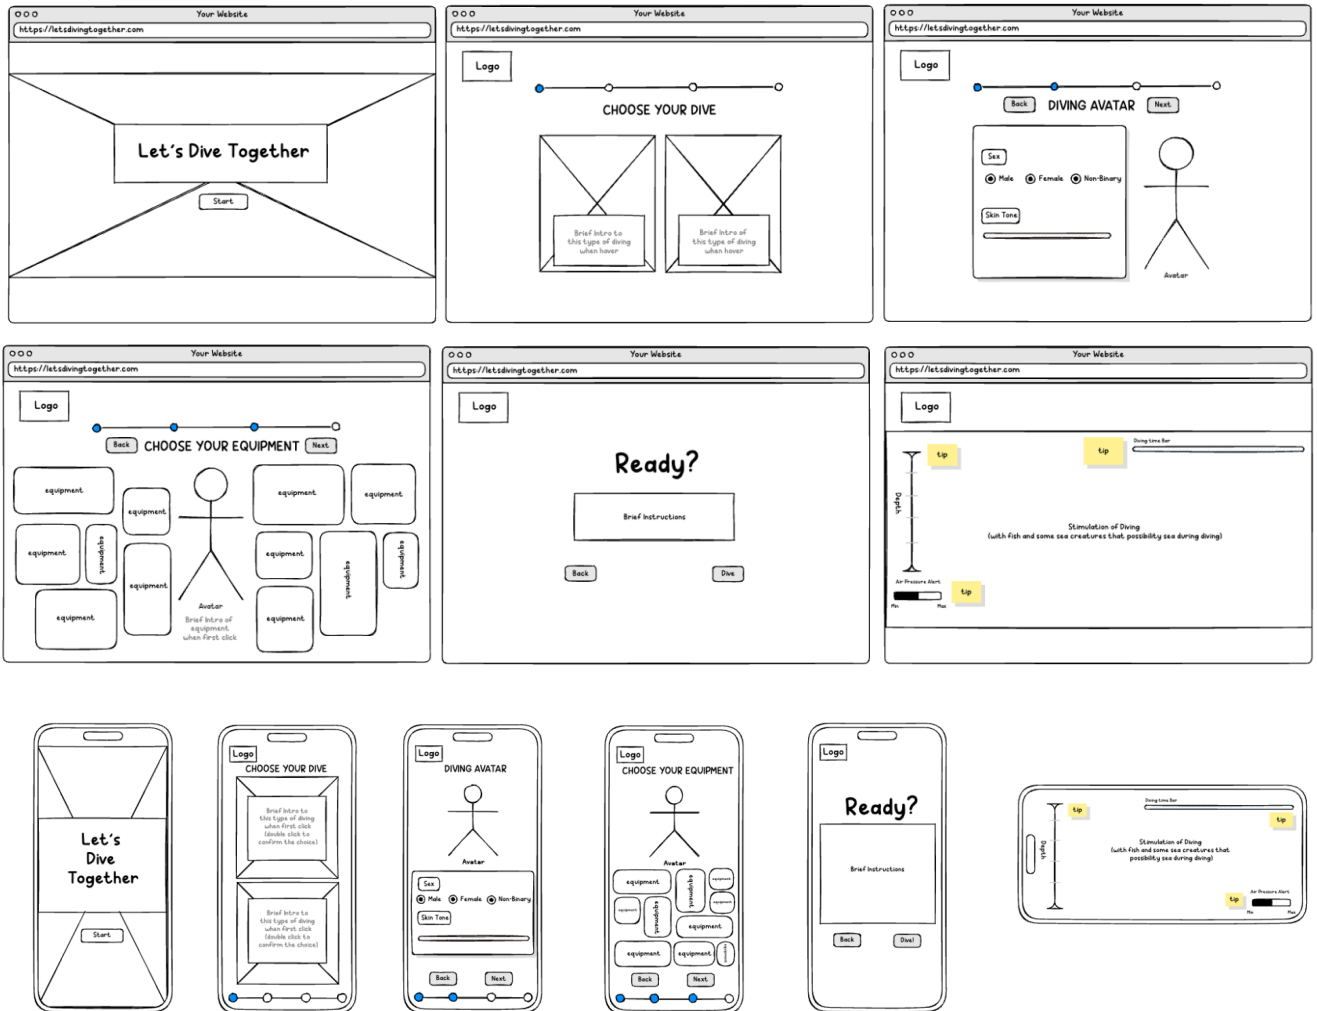 Your Website
https://letsdivingtogether.com
Let's Dive Together
Start
Your Website
https://letsdivingtogether.com
Logo
CHOOSE YOUR DIVE
Brief Intro to
this type of diving
when hover
Brief Intro of
this type of diving
when hover
Your Website
https://letsdivingtogether.com
Logo
Back
DIVING AVATAR
Next
Sex
Male
Female
Non-Binary
Skin Tone
Avatar
Your Website
https://letsdivingtogether.com
Logo
Back
CHOOSE YOUR EQUIPMENT
Next
equipment
equipment
equipment
equipment
equipment
equipment
equipment
equipment
equipment
equipment
equipment
equipment
equipment
Avatar
Brief Intro of
equipment
when first click
Your Website
https://letsdivingtogether.com
Logo
Ready?
Brief Instructions
Back
Dive
Your Website
https://letsdivingtogether.com
Logo
tip
tip
Diving time Bar
Depth
Stimulation of Diving
(with fish and some sea creatures that possibility sea during diving)
Air Pressure Alert
tip
Min
Max
Let's
Dive
Together
Start
Logo
CHOOSE YOUR DIVE
Brief Intro to
this type of diving
when first click
(double click to
confirm the choice)
Brief Intro to
this type of diving
when first click
(double click to
confirm the choice)
Logo
DIVING AVATAR
Avatar
Sex
Male
Female
Non-Binary
Skin Tone
Back
Next
Logo
CHOOSE YOUR EQUIPMENT
Avatar
equipment
equipment
equipment
equipment
equipment
equipment
equipment
equipment
equipment
equipment
Back
Next
Logo
Ready?
Brief Instructions
Back
Dive!
Diving time Bar
tip
tip
Depth
Stimulation of Diving
(with fish and some sea creatures that
possibility sea during diving)
Air Pressure Alert
tip
Min
Max